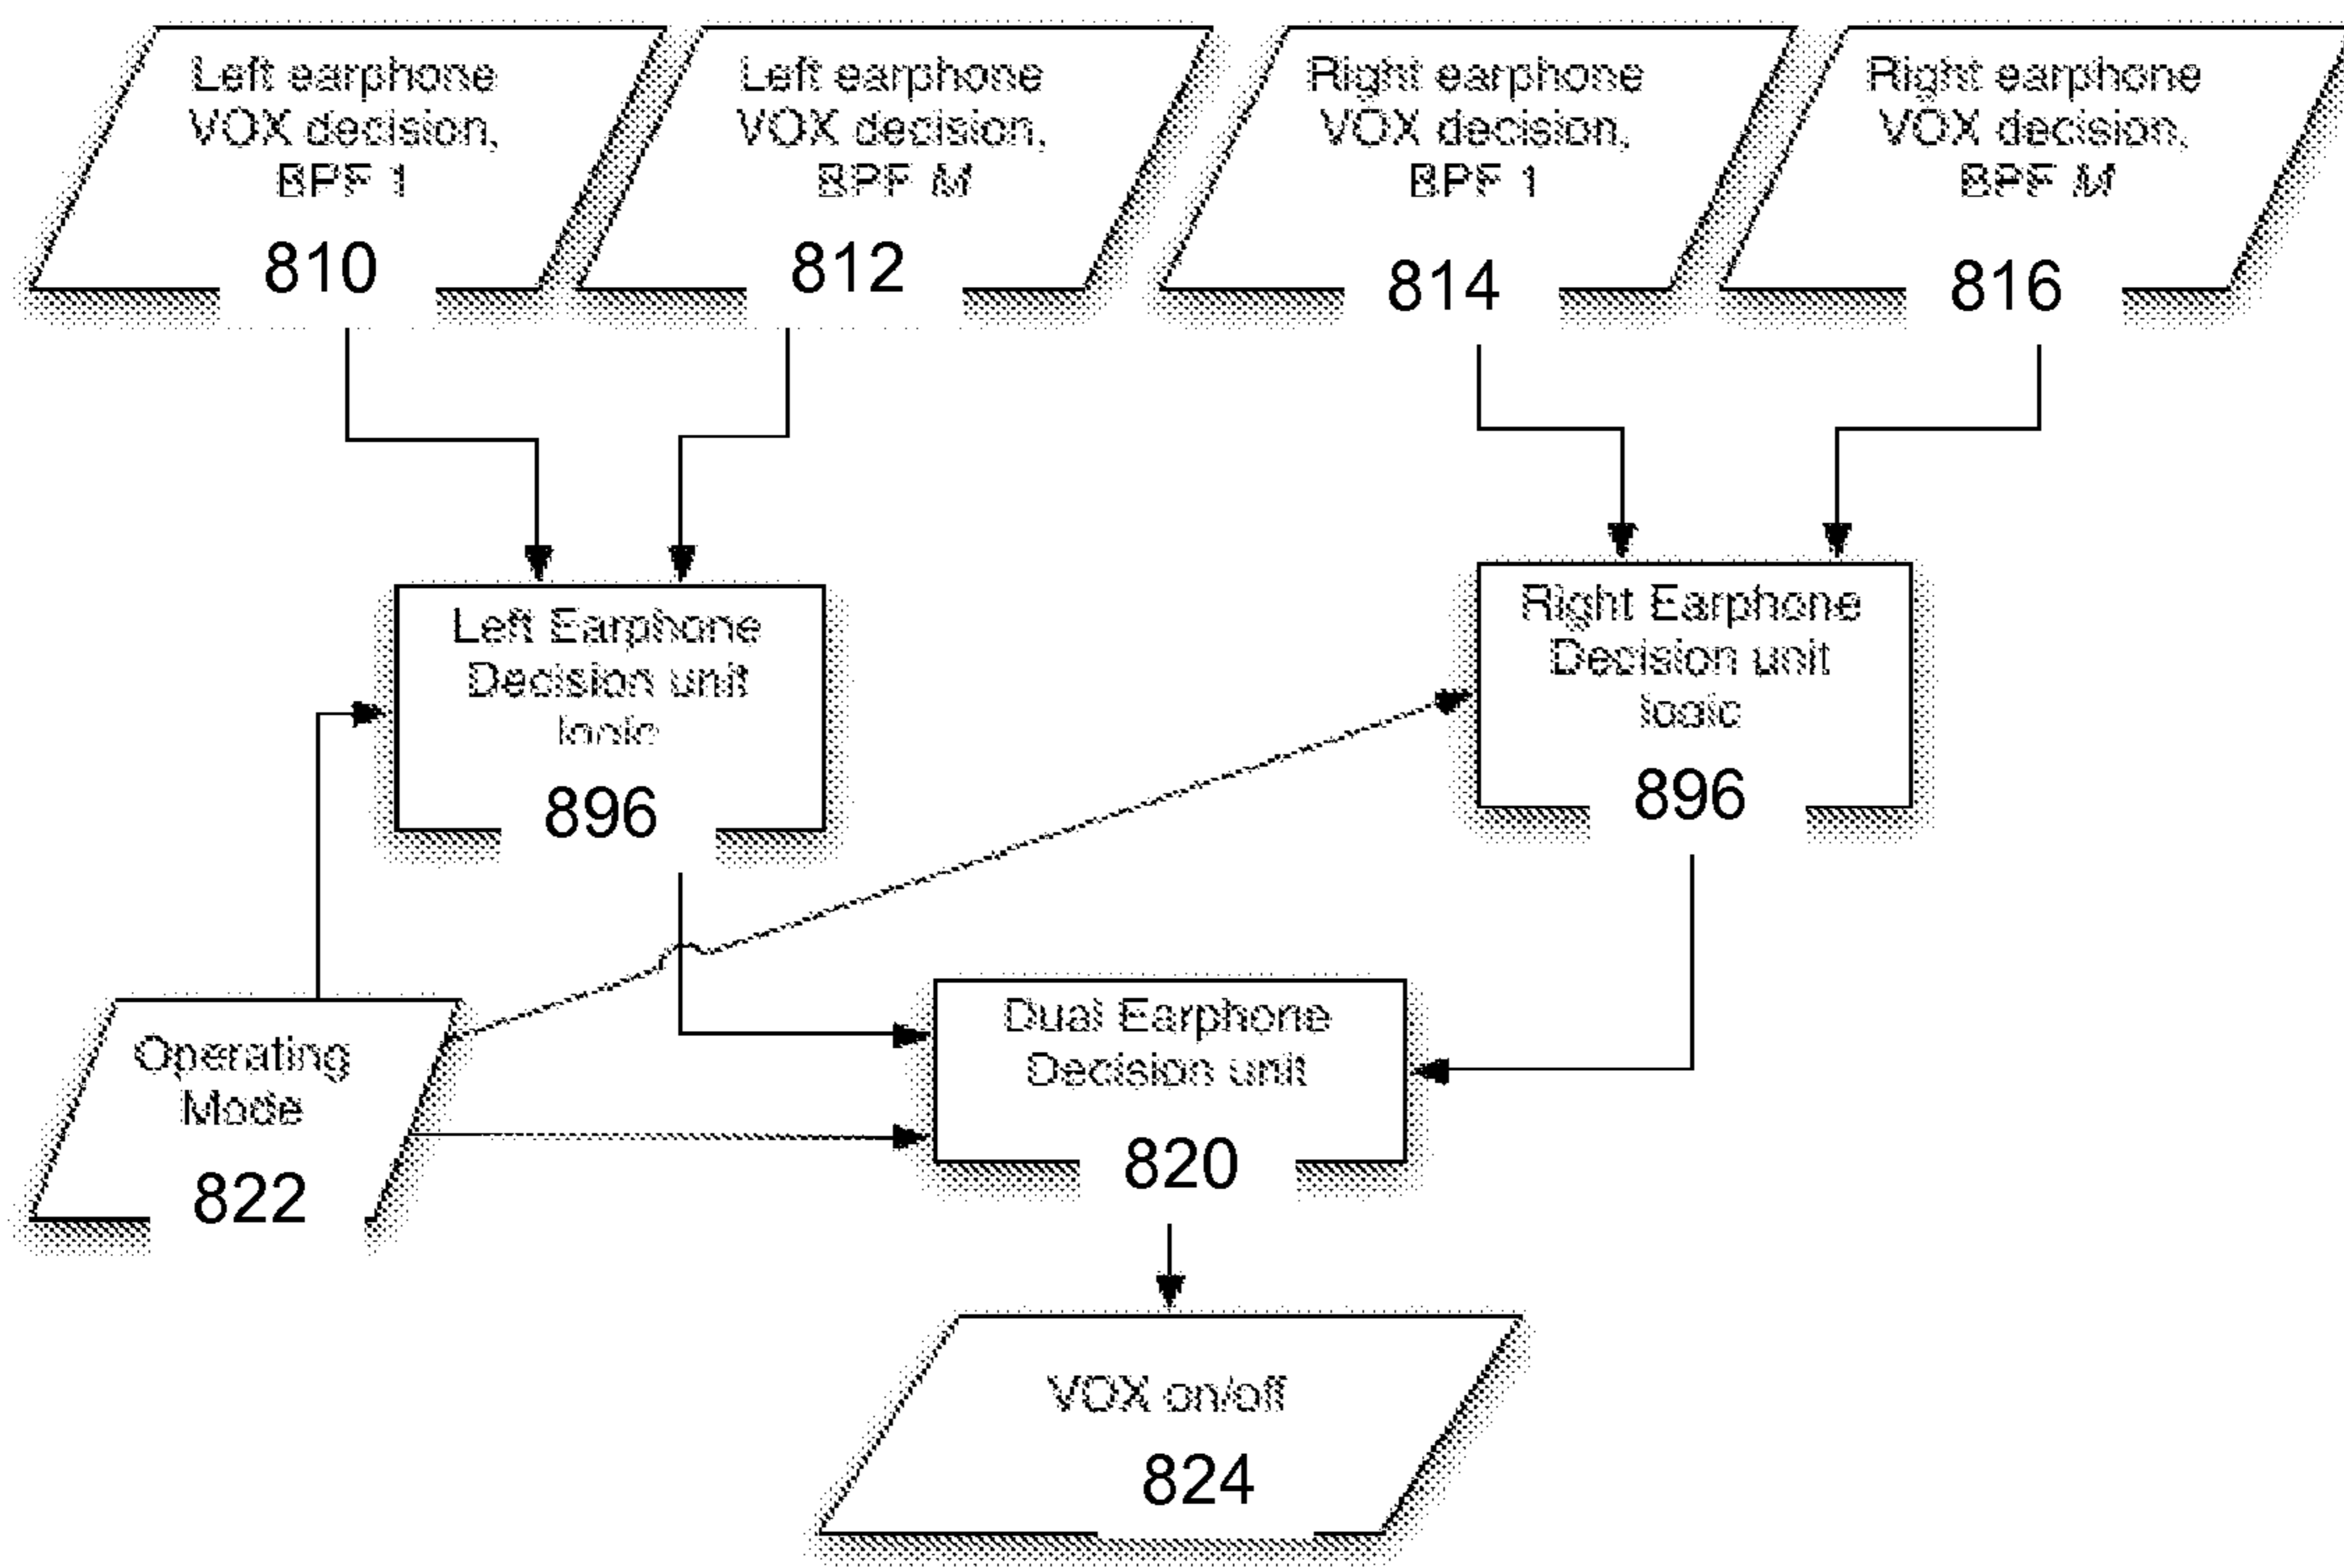 Left earphone
VOX decision,
BPF 1
810
Left earphone
VOX decision,
BPF M
812
Right earphone
VOX decision,
BPF 1
814
Right earphone
VOX decision,
BPF M
816
Left Earphone
Decision unit
logic
896
Right Earphone
Decision unit
logic
896
Operating
Mode
822
Dual Earphone
Decision unit
820
VOX on/off
824